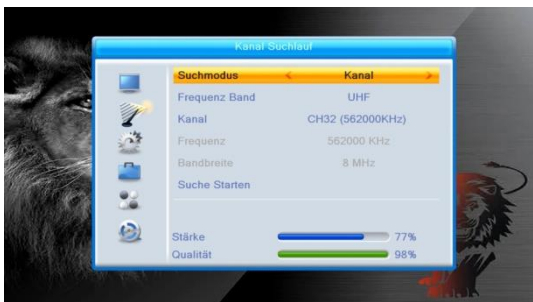 Kanal Suchlauf
Suchmodus Kanal
Frequenz Band UHF
Kanal CH32 (562000KHz)
Frequenz 562000 KHz
Bandbreite 8 MHz
Suche Starten
Stärke 77%
Qualität 98%